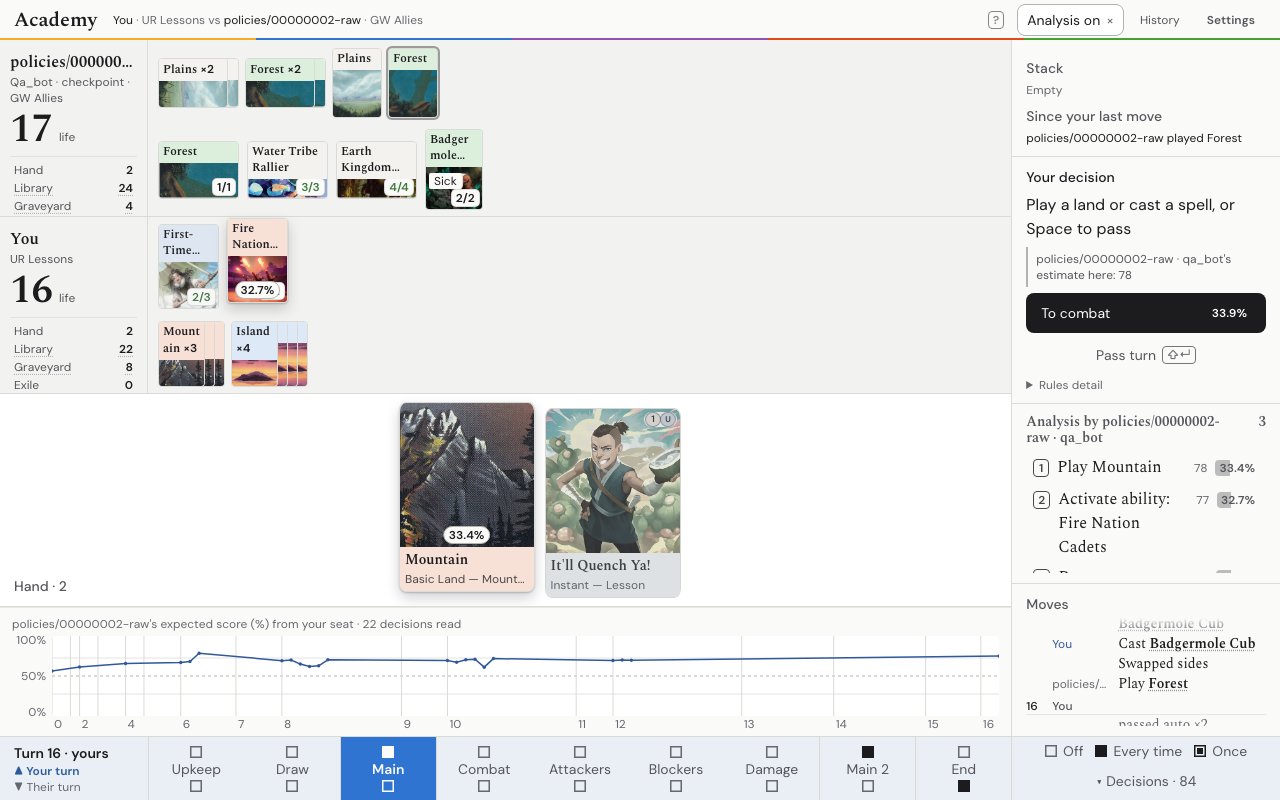 Academy
You · UR Lessons vs policies/00000002-raw · GW Allies
?
Analysis on ×
History
Settings
policies/000000...
Qa_bot · checkpoint ·
GW Allies
17 life
Hand 2
Library 24
Graveyard 4
Plains ×2
Forest ×2
Plains
Forest
Forest
1/1
Water Tribe
Rallier
3/3
Earth
Kingdom...
4/4
Badger
mole...
Sick
2/2
You
UR Lessons
16 life
Hand 2
Library 22
Graveyard 8
Exile 0
First-
Time...
2/3
Fire
Nation...
32.7%
Mount
ain ×3
Island
×4
Hand · 2
33.4%
Mountain
Basic Land — Mount...
1 U
It'll Quench Ya!
Instant — Lesson
Stack
Empty
Since your last move
policies/00000002-raw played Forest
Your decision
Play a land or cast a spell, or
Space to pass
policies/00000002-raw · qa_bot's
estimate here: 78
To combat 33.9%
Pass turn
Rules detail
Analysis by policies/00000002-
raw · qa_bot
3
1 Play Mountain 78 33.4%
2 Activate ability:
Fire Nation
Cadets
77 32.7%
Moves
Badgermole Cub
You Cast Badgermole Cub
Swapped sides
policies/... Play Forest
16 You
passed auto ×2
policies/00000002-raw's expected score (%) from your seat · 22 decisions read
100%
50%
0%
0 2 4 6 7 8 9 10 11 12 13 14 15 16
Turn 16 · yours
Your turn
Their turn
Upkeep
Draw
Main
Combat
Attackers
Blockers
Damage
Main 2
End
Off Every time Once
Decisions · 84